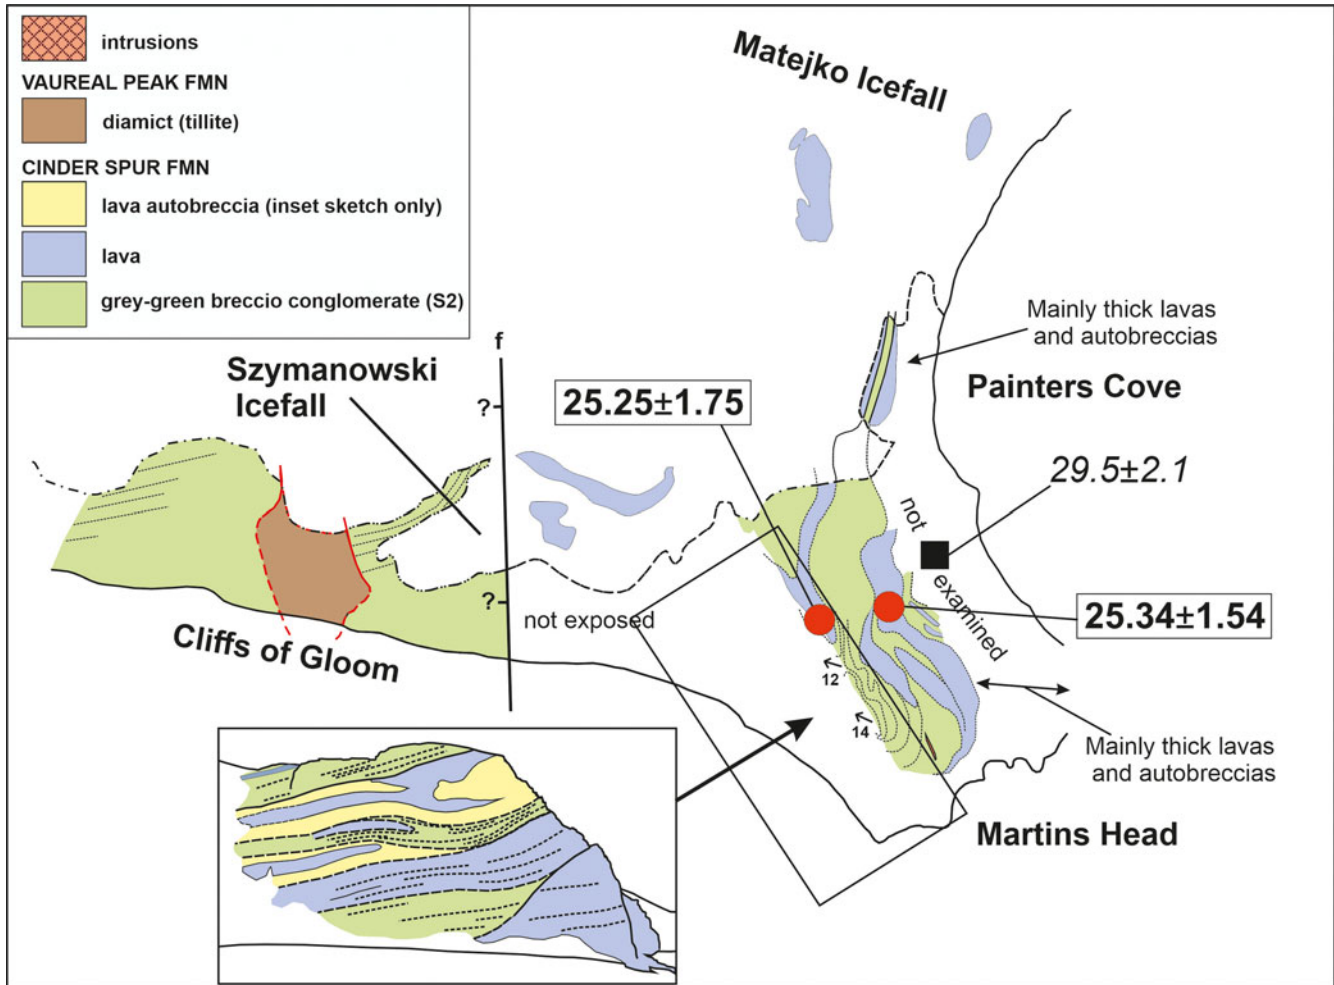 intrusions
VAUREAL PEAK FMN
diamict (tillite)
CINDER SPUR FMN
lava autobreccia (inset sketch only)
lava
grey-green breccio conglomerate (S2)
Matejko Icefall
Mainly thick lavas
and autobreccias
Painters Cove
f
Szymanowski
Icefall
?
25.25±1.75
29.5±2.1
not
examined
?
not exposed
25.34±1.54
Cliffs of Gloom
12
14
Mainly thick lavas
and autobreccias
Martins Head